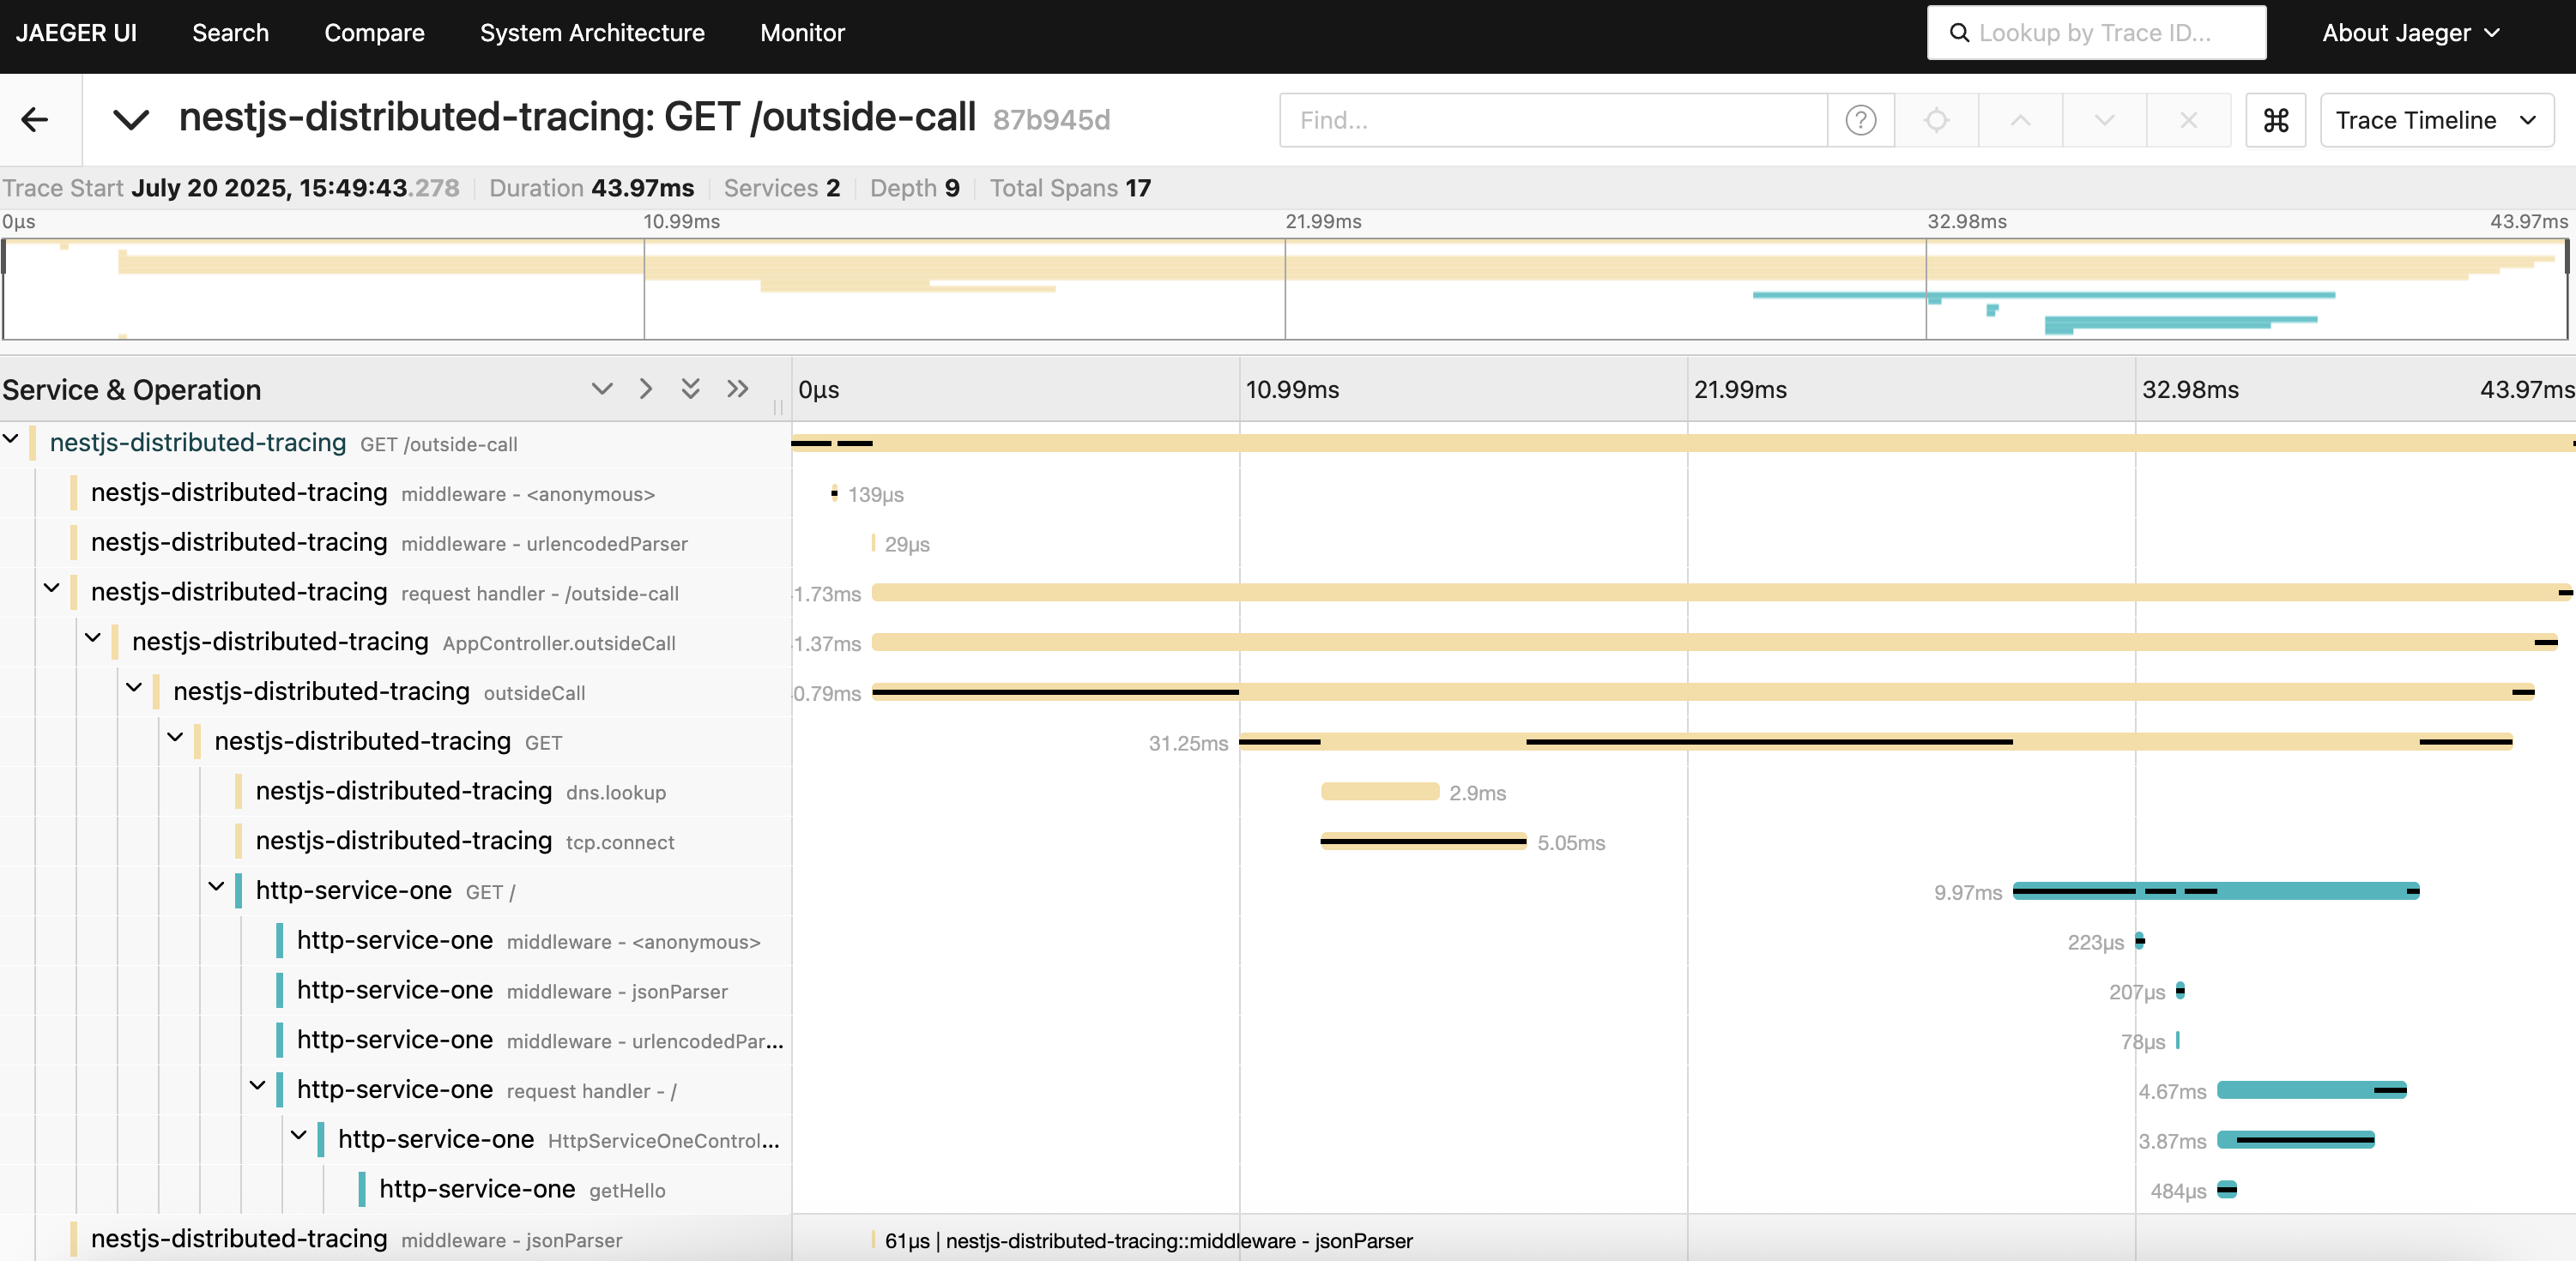 JAEGER UI Search Compare System Architecture Monitor Lookup by Trace ID... About Jaeger
nestjs-distributed-tracing: GET /outside-call 87b945d Find... ? ⌘ Trace Timeline
Trace Start July 20 2025, 15:49:43.278 Duration 43.97ms Services 2 Depth 9 Total Spans 17
0μs 10.99ms 21.99ms 32.98ms 43.97ms
Service & Operation 0μs 10.99ms 21.99ms 32.98ms 43.97ms
nestjs-distributed-tracing GET /outside-call
nestjs-distributed-tracing middleware - <anonymous> 139μs
nestjs-distributed-tracing middleware - urlencodedParser 29μs
nestjs-distributed-tracing request handler - /outside-call 1.73ms
nestjs-distributed-tracing AppController.outsideCall 1.37ms
nestjs-distributed-tracing outsideCall 0.79ms
nestjs-distributed-tracing GET 31.25ms
nestjs-distributed-tracing dns.lookup 2.9ms
nestjs-distributed-tracing tcp.connect 5.05ms
http-service-one GET / 9.97ms
http-service-one middleware - <anonymous> 223μs
http-service-one middleware - jsonParser 207μs
http-service-one middleware - urlencodedPar... 78μs
http-service-one request handler - / 4.67ms
http-service-one HttpServiceOneControl... 3.87ms
http-service-one getHello 484μs
nestjs-distributed-tracing middleware - jsonParser 61μs | nestjs-distributed-tracing::middleware - jsonParser